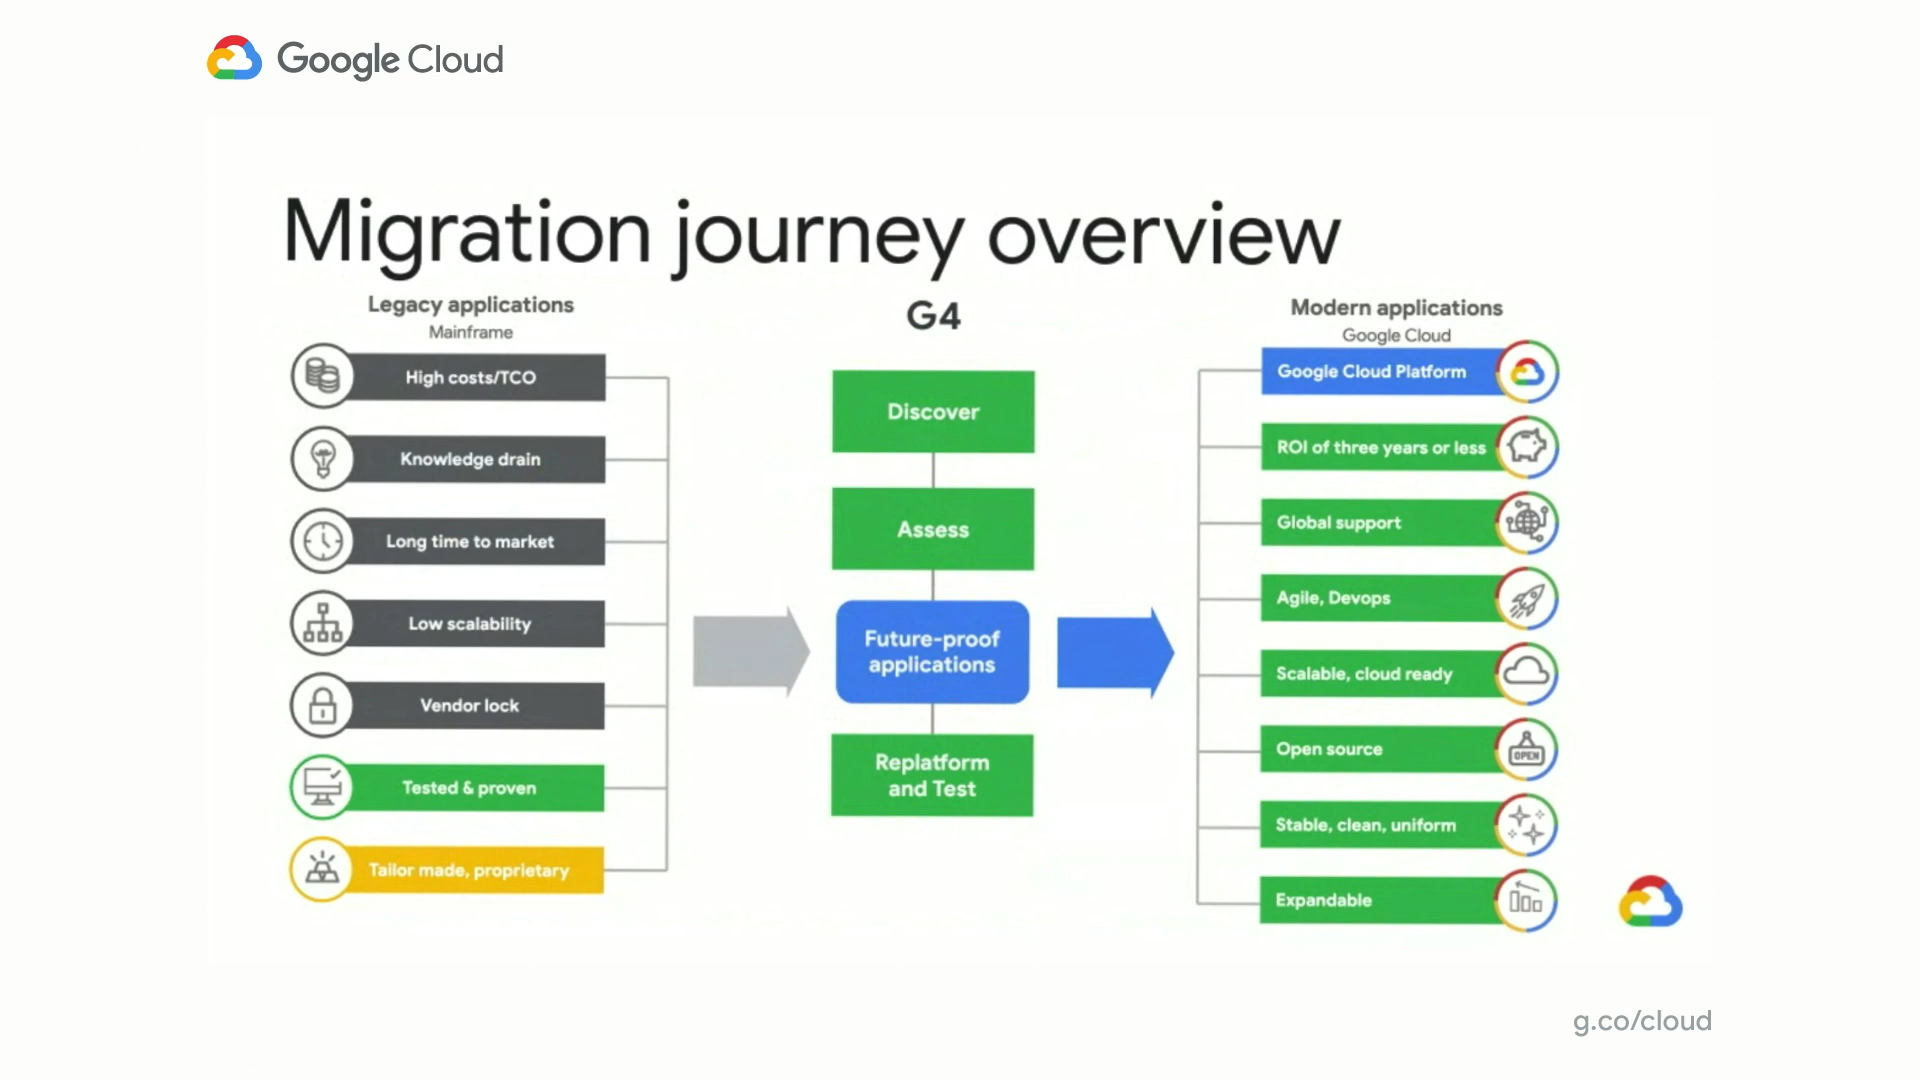 Google Cloud
Migration journey overview
Legacy applications
Mainframe
High costs/TCO
Knowledge drain
Long time to market
Low scalability
Vendor lock
Tested & proven
Tailor made, proprietary
G4
Discover
Assess
Future-proof
applications
Replatform
and Test
Modern applications
Google Cloud
Google Cloud Platform
ROI of three years or less
Global support
Agile, Devops
Scalable, cloud ready
Open source
OPEN
Stable, clean, uniform
Expandable
g.co/cloud